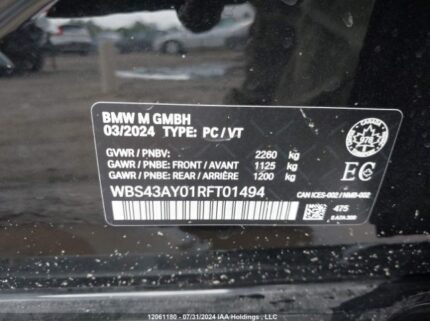 BMW M GMBH
03/2024 TYPE: PC/VT
GVWR / PNBV: 2260 kg
GAWR / PNBE: FRONT / AVANT 1125 kg
GAWR / PNBE: REAR / ARRIÈRE 1200 kg
WBS43AY01RFT01494
CANADA
EC
CAN ICES-002 / NMB-002
475
12061180 - 07/31/2024 IAA Holdings, LLC/Copart